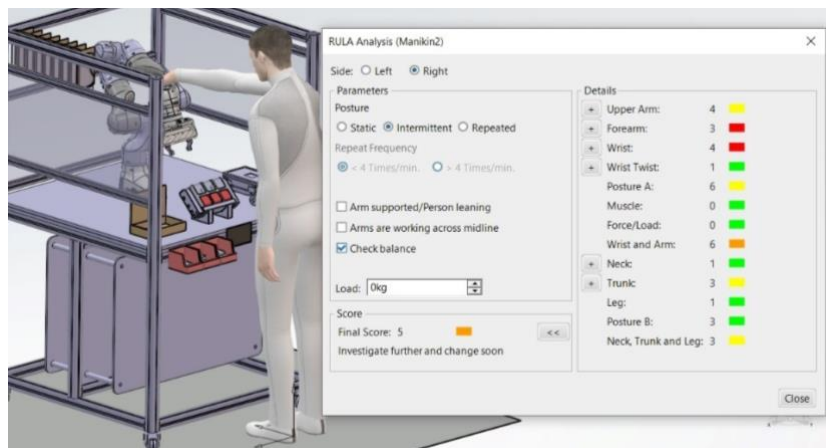 RULA Analysis (Manikin2)
Side: Left Right
Parameters
Posture
Static Intermittent Repeated
Repeat Frequency
< 4 Times/min. > 4 Times/min.
Arm supported/Person leaning
Arms are working across midline
Check balance
Load: 0kg
Score
Final Score: 5 <<
Investigate further and change soon
Details
+ Upper Arm: 4
+ Forearm: 3
+ Wrist: 4
+ Wrist Twist: 1
Posture A: 6
Muscle: 0
Force/Load: 0
Wrist and Arm: 6
+ Neck: 1
+ Trunk: 3
Leg: 1
Posture B: 3
Neck, Trunk and Leg: 3
Close